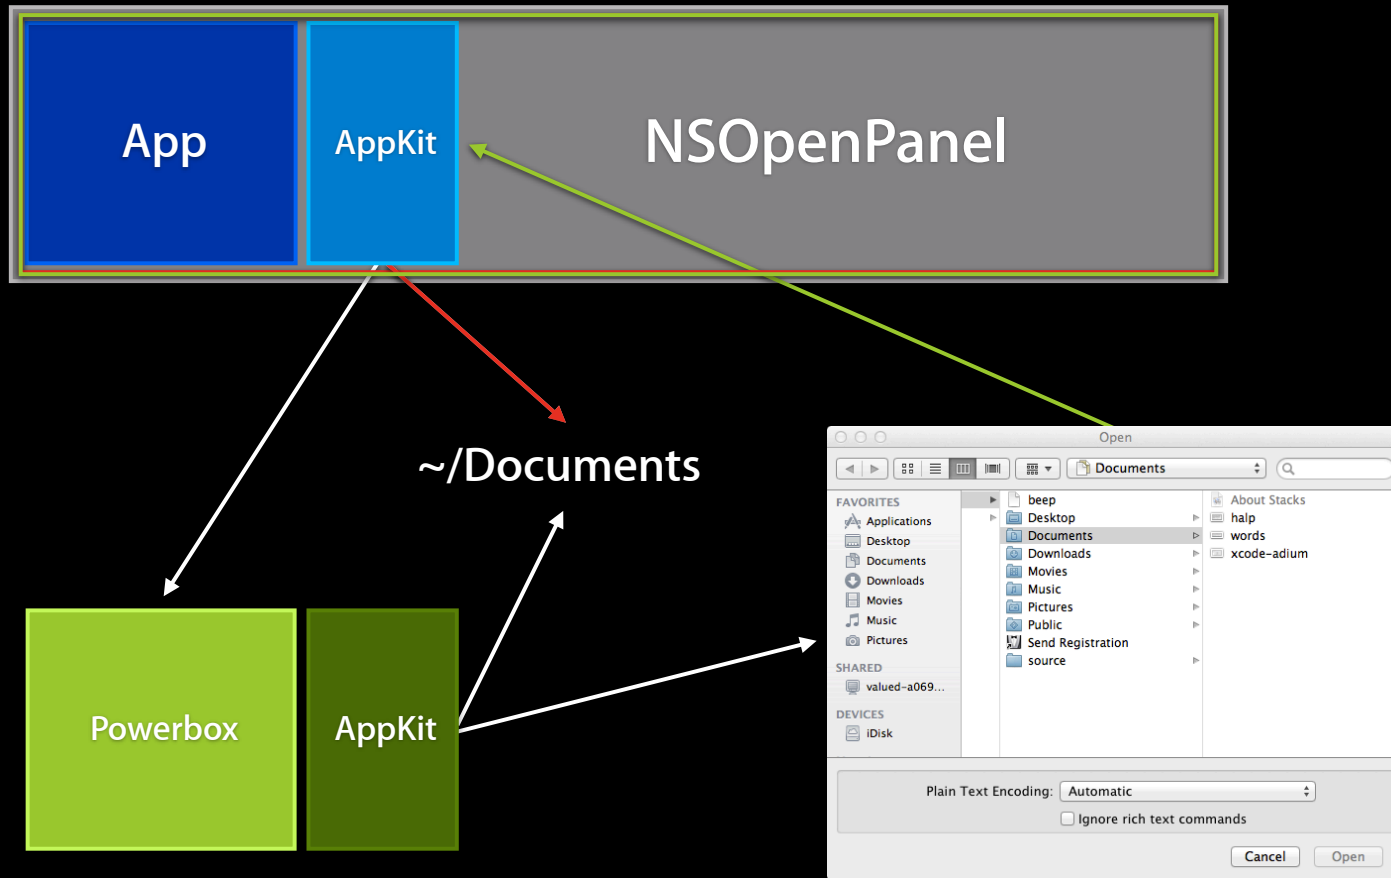 App
AppKit
NSOpenPanel
~/Documents
Powerbox
AppKit
Open
Documents
FAVORITES
Applications
Desktop
Documents
Downloads
Movies
Music
Pictures
SHARED
valued-a069...
DEVICES
iDisk
beep
Desktop
Documents
Downloads
Movies
Music
Pictures
Public
Send Registration
source
About Stacks
halp
words
xcode-adium
Plain Text Encoding: Automatic
Ignore rich text commands
Cancel Open